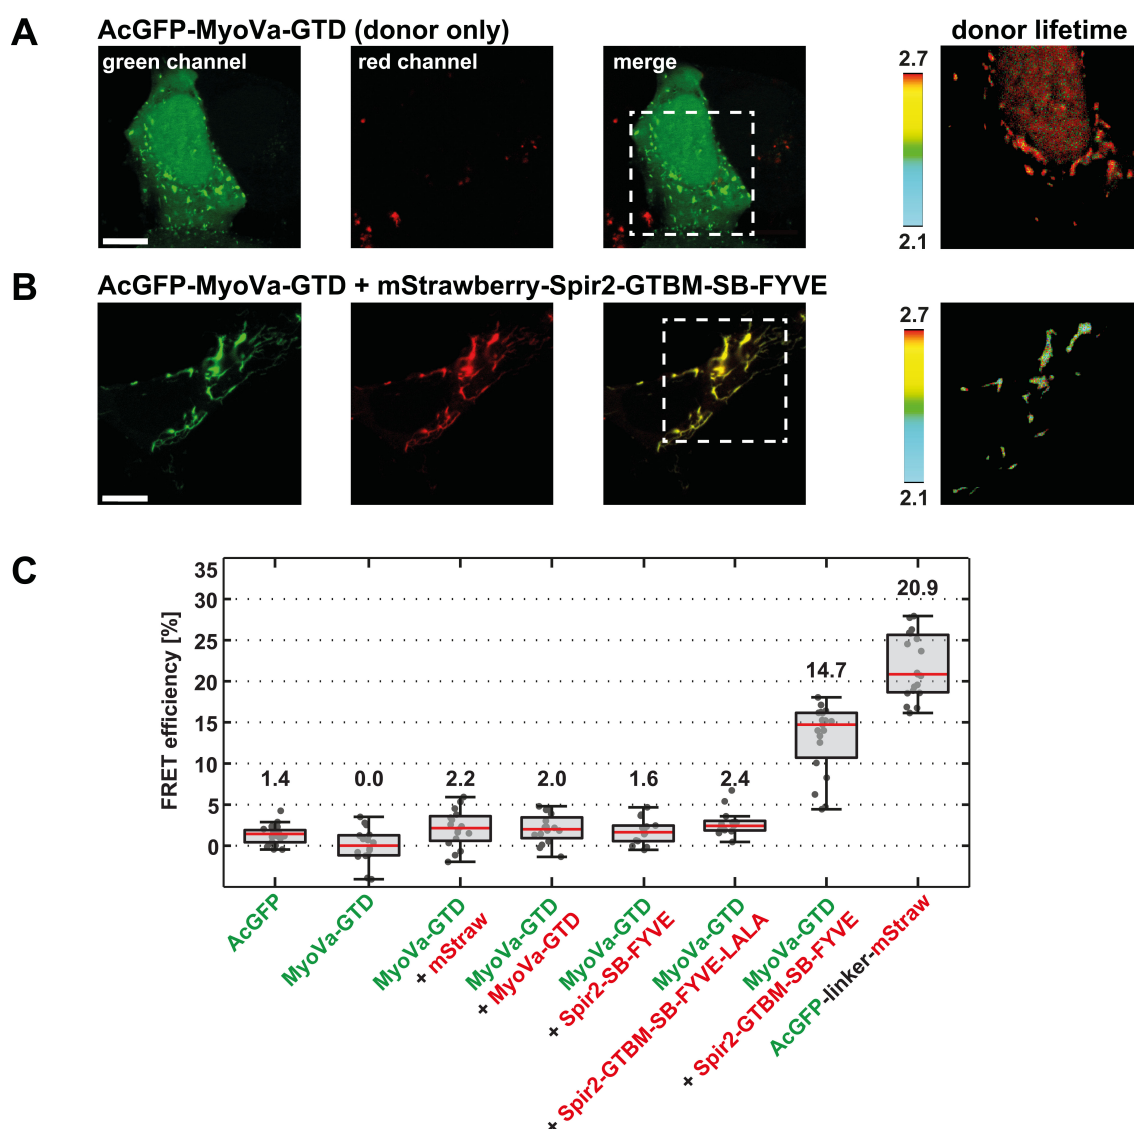 A
AcGFP-MyoVa-GTD (donor only)
donor lifetime
green channel
red channel
merge
2.7
2.1
B
AcGFP-MyoVa-GTD + mStrawberry-Spir2-GTBM-SB-FYVE
2.7
2.1
C
FRET efficiency [%]
35
30
25
20
15
10
5
0
1.4
0.0
2.2
2.0
1.6
2.4
14.7
20.9
AcGFP
MyoVa-GTD
MyoVa-GTD
+ mStraw
MyoVa-GTD
+ MyoVa-GTD
MyoVa-GTD
+ Spir2-SB-FYVE
MyoVa-GTD
+ Spir2-GTBM-SB-FYVE-LALA
MyoVa-GTD
+ Spir2-GTBM-SB-FYVE
AcGFP-linker-mStraw